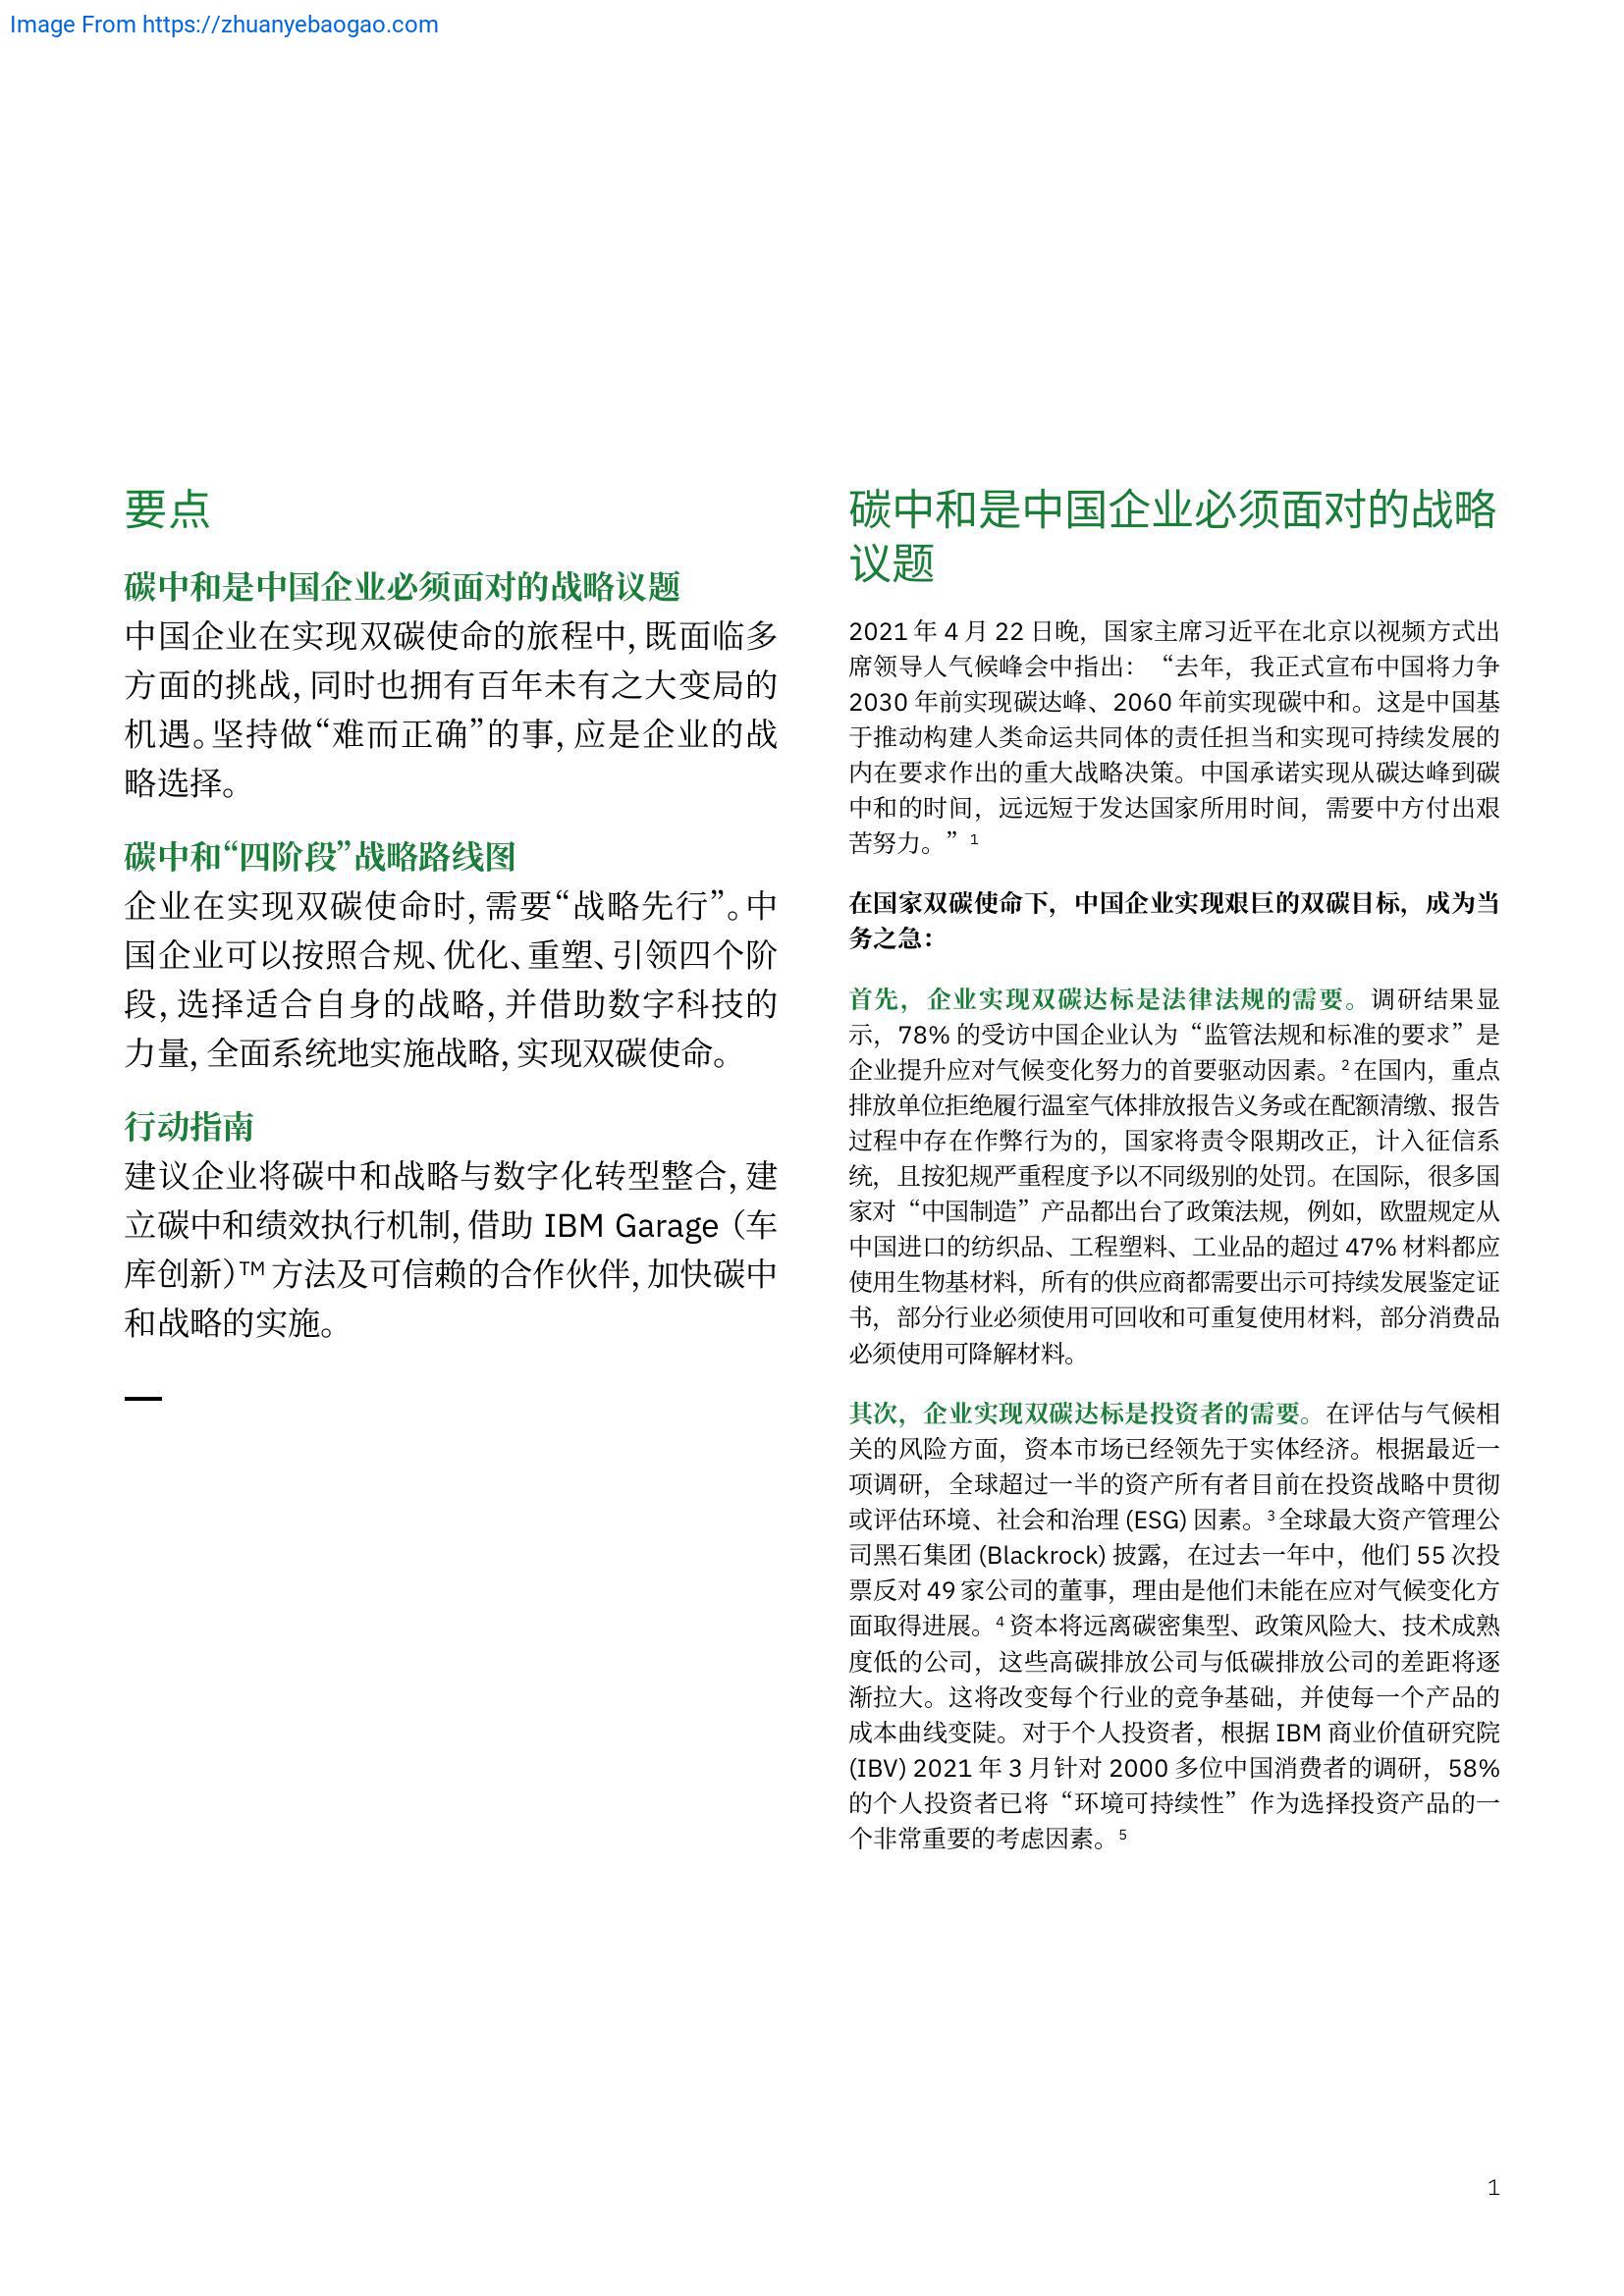 Image From https://zhuanyebaogao.com
要点
碳中和是中国企业必须面对的战略议题
中国企业在实现双碳使命的旅程中，既面临多
方面的挑战，同时也拥有百年未有之大变局的
机遇。坚持做“难而正确”的事，应是企业的战
略选择。
碳中和“四阶段”战略路线图
企业在实现双碳使命时，需要“战略先行”。中
国企业可以按照合规、优化、重塑、引领四个阶
段，选择适合自身的战略，并借助数字科技的
力量，全面系统地实施战略，实现双碳使命。
行动指南
建议企业将碳中和战略与数字化转型整合，建
立碳中和绩效执行机制，借助 IBM Garage（车
库创新）™ 方法及可信赖的合作伙伴，加快碳中
和战略的实施。
碳中和是中国企业必须面对的战略
议题
2021 年 4 月 22 日晚，国家主席习近平在北京以视频方式出
席领导人气候峰会中指出：“去年，我正式宣布中国将力争
2030 年前实现碳达峰、2060 年前实现碳中和。这是中国基
于推动构建人类命运共同体的责任担当和实现可持续发展的
内在要求作出的重大战略决策。中国承诺实现从碳达峰到碳
中和的时间，远远短于发达国家所用时间，需要中方付出艰
苦努力。” 1
在国家双碳使命下，中国企业实现艰巨的双碳目标，成为当
务之急：
首先，企业实现双碳达标是法律法规的需要。调研结果显
示，78% 的受访中国企业认为“监管法规和标准的要求”是
企业提升应对气候变化努力的首要驱动因素。2 在国内，重点
排放单位拒绝履行温室气体排放报告义务或在配额清缴、报告
过程中存在作弊行为的，国家将责令限期改正，计入征信系
统，且按犯规严重程度予以不同级别的处罚。在国际，很多国
家对“中国制造”产品都出台了政策法规，例如，欧盟规定从
中国进口的纺织品、工程塑料、工业品的超过 47% 材料都应
使用生物基材料，所有的供应商都需要出示可持续发展鉴定证
书，部分行业必须使用可回收和可重复使用材料，部分消费品
必须使用可降解材料。
其次，企业实现双碳达标是投资者的需要。在评估与气候相
关的风险方面，资本市场已经领先于实体经济。根据最近一
项调研，全球超过一半的资产所有者目前在投资战略中贯彻
或评估环境、社会和治理 (ESG) 因素。3 全球最大资产管理公
司黑石集团 (Blackrock) 披露，在过去一年中，他们 55 次投
票反对 49 家公司的董事，理由是他们未能在应对气候变化方
面取得进展。4 资本将远离碳密集型、政策风险大、技术成熟
度低的公司，这些高碳排放公司与低碳排放公司的差距将逐
渐拉大。这将改变每个行业的竞争基础，并使每一个产品的
成本曲线变陡。对于个人投资者，根据 IBM 商业价值研究院
(IBV) 2021 年 3 月针对 2000 多位中国消费者的调研，58%
的个人投资者已将“环境可持续性”作为选择投资产品的一
个非常重要的考虑因素。5
1